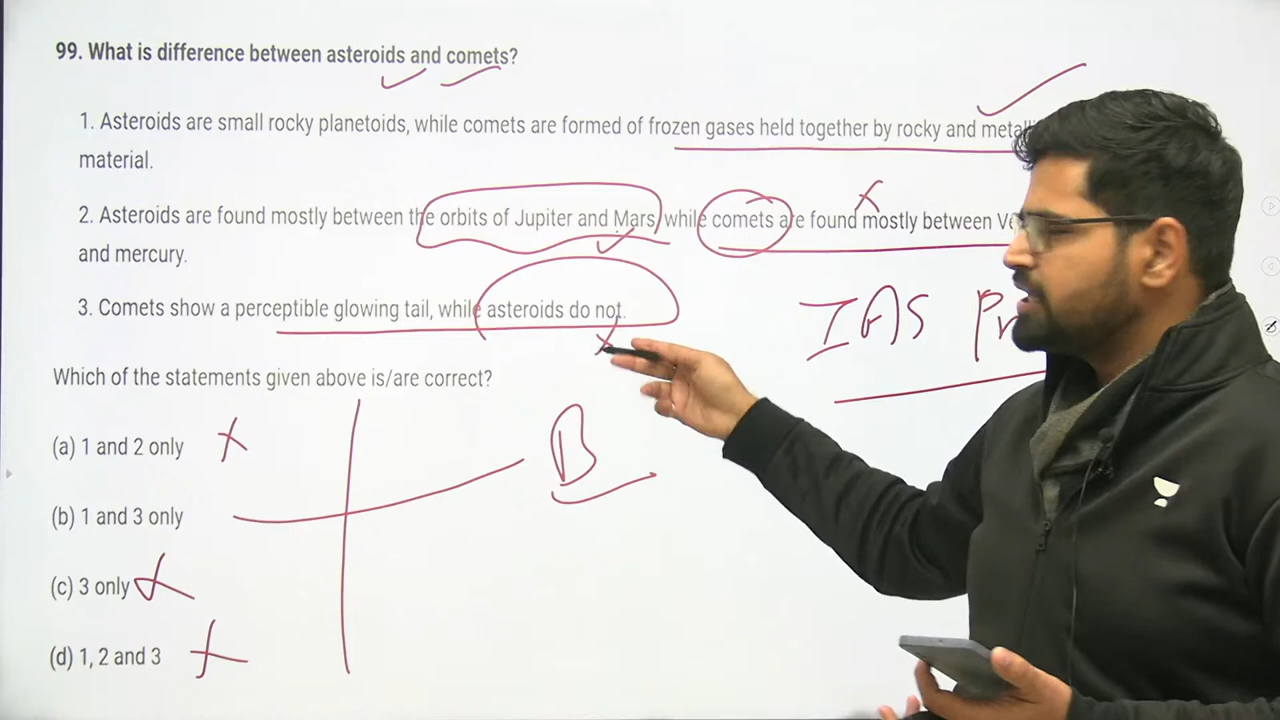 99. What is difference between asteroids and comets?
1. Asteroids are small rocky planetoids, while comets are formed of frozen gases held together by rocky and
material.
2. Asteroids are found mostly between the orbits of Jupiter and Mars, while comets are found mostly between
and mercury.
3. Comets show a perceptible glowing tail, while asteroids do not.
IAS
Which of the statements given above is/are correct?
(a) 1 and 2 only
B
(b) 1 and 3 only
(c) 3 only
(d) 1, 2 and 3